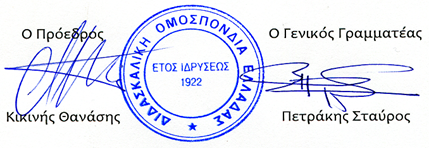 Ο Πρόεδρος
Ο Γενικός Γραμματέας
ΔΙΔΑΣΚΑΛΙΚΗ ΟΜΟΣΠΟΝΔΙΑ ΕΛΛΑΔΑΣ
ΕΤΟΣ ΙΔΡΥΣΕΩΣ
1922
Κικινής Θανάσης
Πετράκης Σταύρος